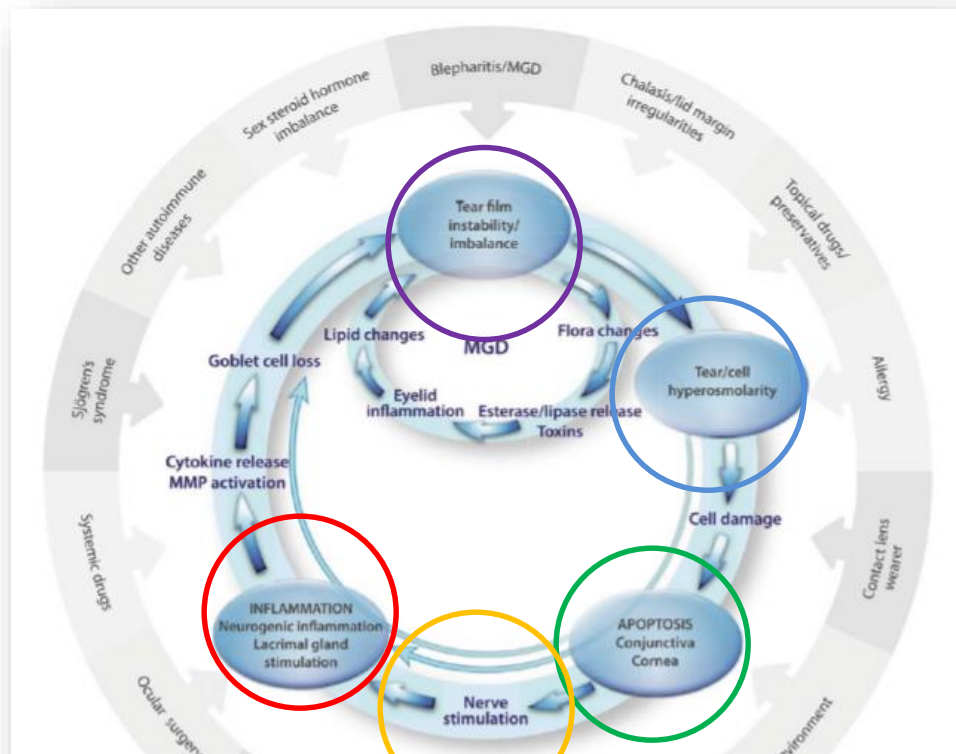 Blepharitis/MGD
Sex steroid hormone
imbalance
Chalasis/lid margin
irregularities
Other autoimmune
diseases
Topical drugs/
preservatives
Tear film
instability/
imbalance
Lipid changes
Flora changes
MGD
Goblet cell loss
Tear/cell
hyperosmolarity
Allergy
Sjögren's
syndrome
Eyelid
inflammation
Esterase/lipase release
Toxins
Cytokine release
MMP activation
Cell damage
Systemic drugs
Contact lens
wearer
INFLAMMATION
Neurogenic inflammation
Lacrimal gland
stimulation
APOPTOSIS
Conjunctiva
Cornea
Nerve
stimulation
Ocular